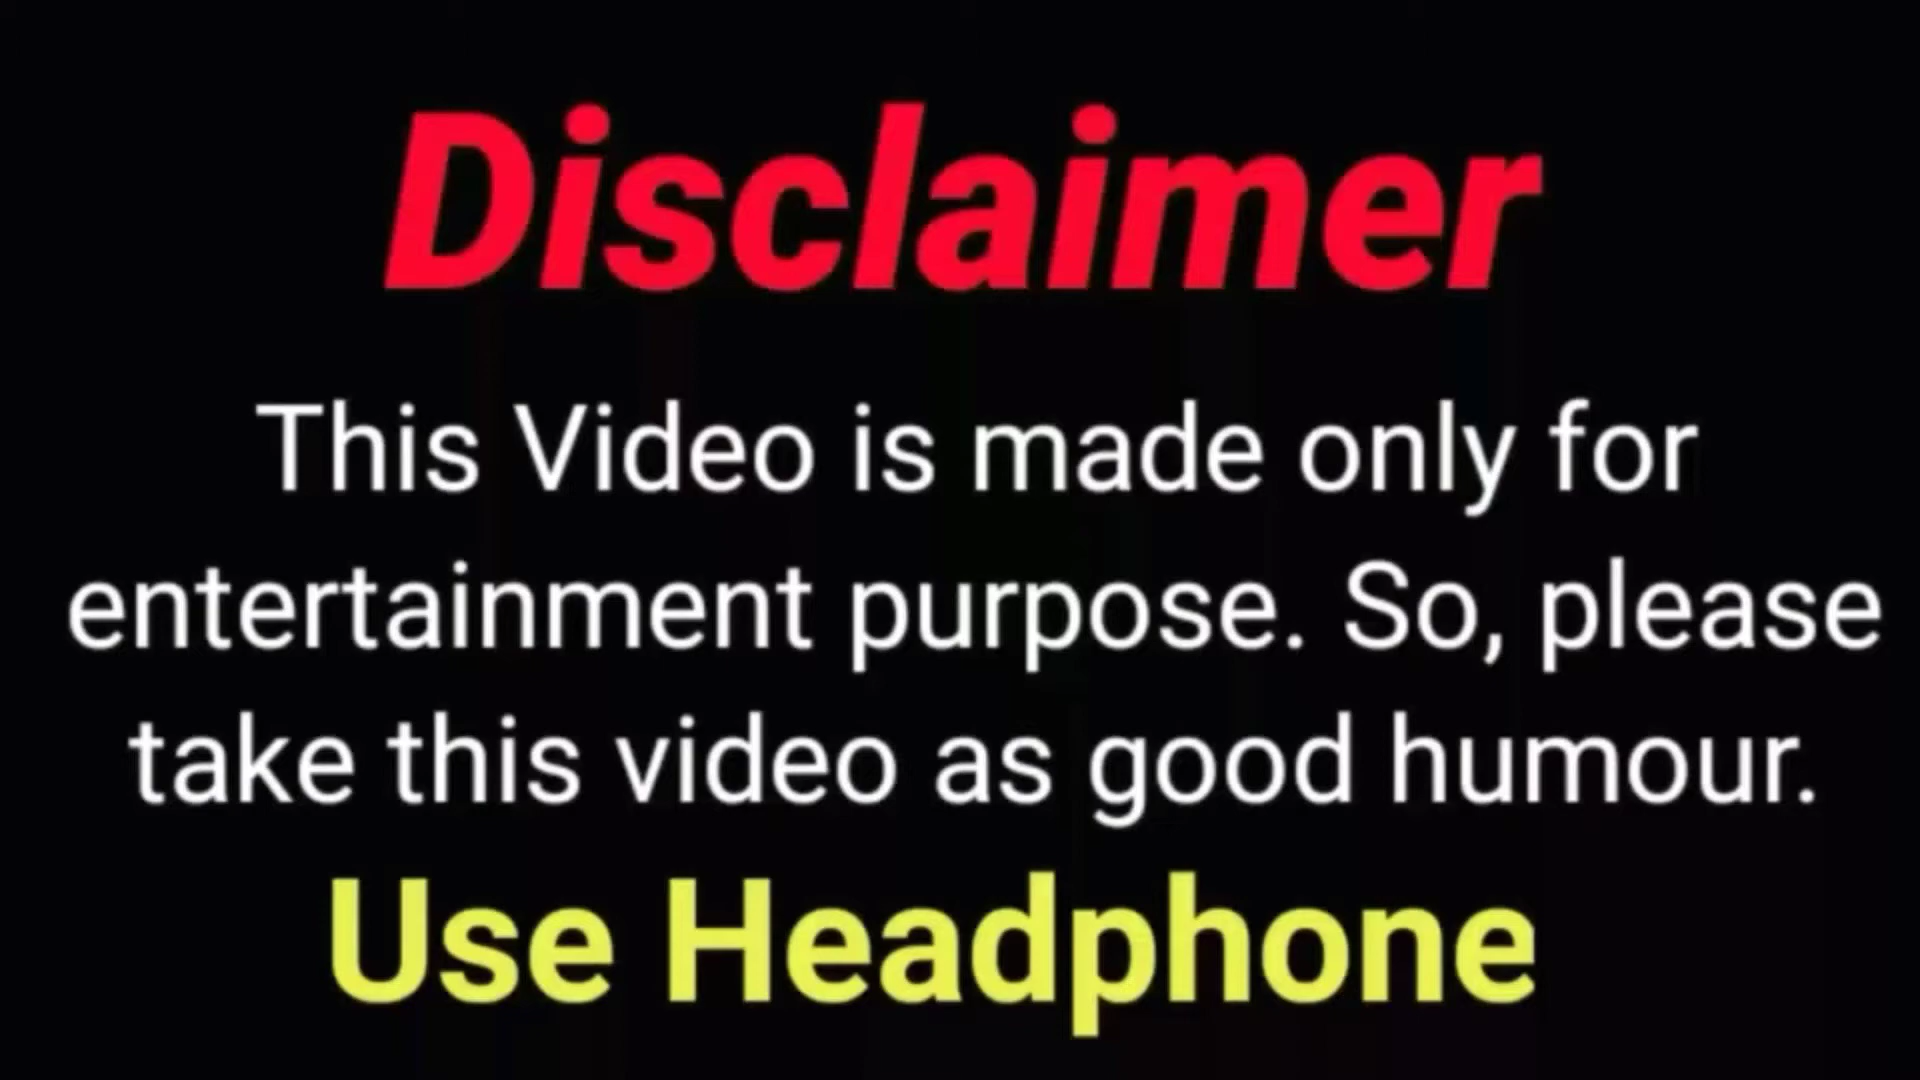 Disclaimer
This Video is made only for
entertainment purpose. So, please
take this video as good humour.
Use Headphone